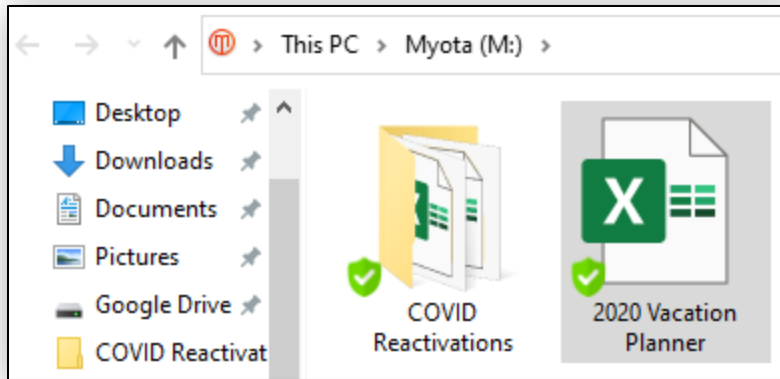 This PC > Myota (M:) >
Desktop
Downloads
Documents
Pictures
Google Drive
COVID Reactivat
COVID
Reactivations
2020 Vacation
Planner